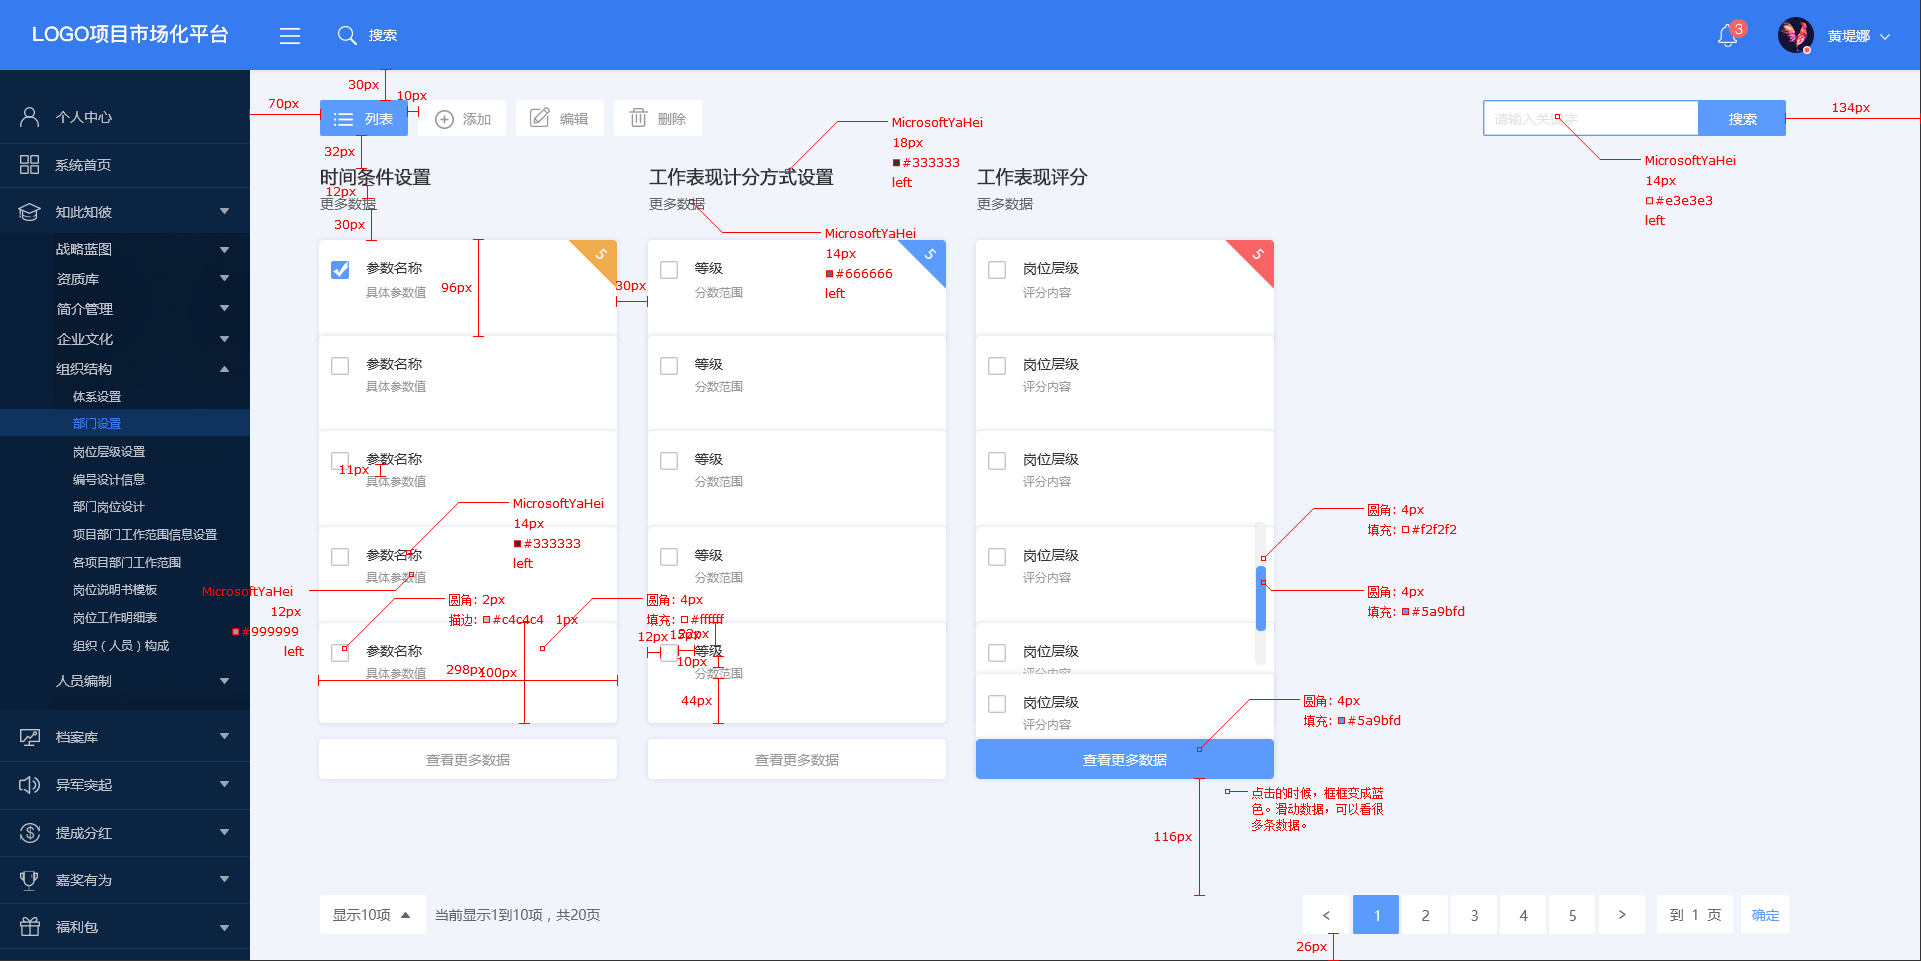 LOGO项目市场化平台
搜索
3
黄堤娜
个人中心
系统首页
知此知彼
战略蓝图
资质库
简介管理
企业文化
组织结构
体系设置
部门设置
岗位层级设置
编号设计信息
部门岗位设计
项目部门工作范围信息设置
各项目部门工作范围
岗位说明书模板
岗位工作明细表
组织（人员）构成
人员编制
档案库
异军突起
提成分红
嘉奖有为
福利包
70px
30px
10px
列表
添加
编辑
删除
请输入关键字
搜索
134px
MicrosoftYaHei
14px
#e3e3e3
left
32px
12px
30px
MicrosoftYaHei
18px
#333333
left
时间条件设置
更多数据
工作表现计分方式设置
更多数据
工作表现评分
更多数据
MicrosoftYaHei
14px
#666666
left
5
参数名称
具体参数值
96px
30px
参数名称
具体参数值
参数名称
具体参数值
11px
MicrosoftYaHei
14px
#333333
left
参数名称
具体参数值
MicrosoftYaHei
12px
#999999
left
圆角: 2px
描边: #c4c4c4 1px
参数名称
具体参数值
298px
100px
查看更多数据
5
等级
分数范围
等级
分数范围
等级
分数范围
等级
分数范围
圆角: 4px
填充: #ffffff
12px
12px
22px
等级
分数范围
10px
44px
查看更多数据
5
岗位层级
评分内容
岗位层级
评分内容
岗位层级
评分内容
岗位层级
评分内容
岗位层级
评分内容
岗位层级
评分内容
查看更多数据
圆角: 4px
填充: #f2f2f2
圆角: 4px
填充: #5a9bfd
圆角: 4px
填充: #5a9bfd
点击的时候，框框变成蓝
色。滑动数据，可以看很
多条数据。
116px
显示10项
当前显示1到10项，共20页
< 1 2 3 4 5 > 到 1 页 确定
26px